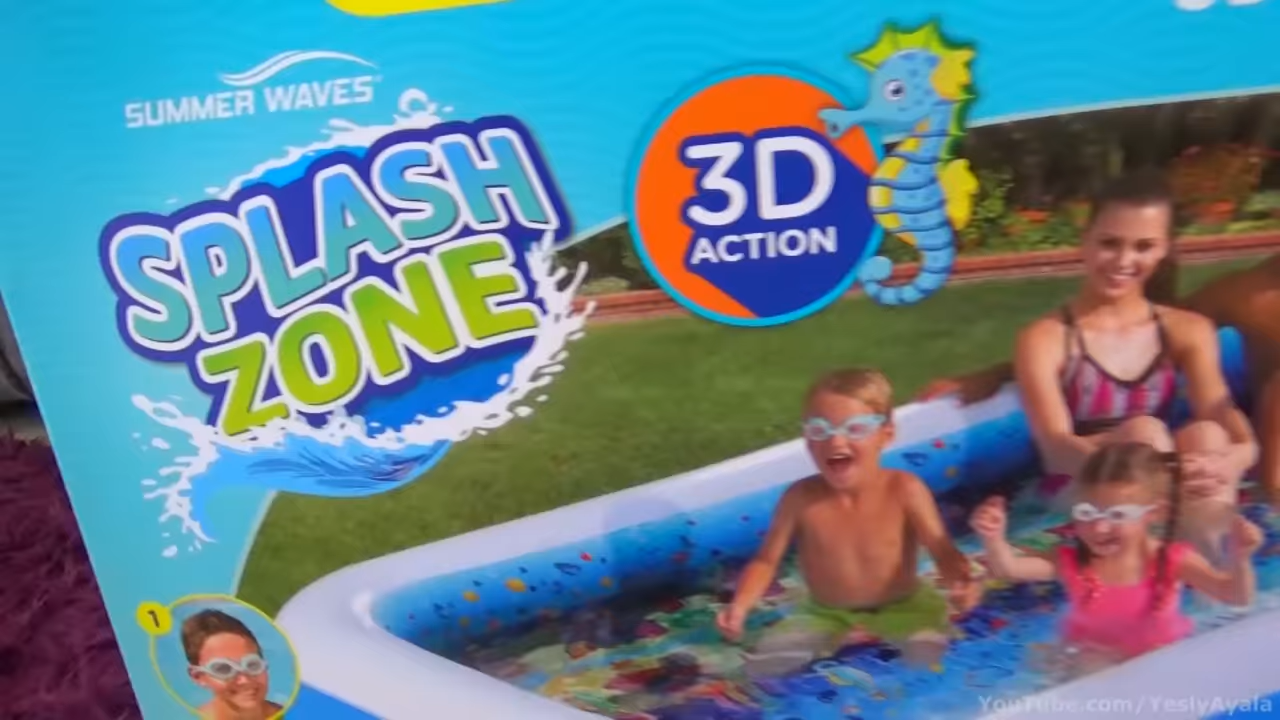 SUMMER WAVES
SPLASH
ZONE
3D
ACTION
1
YouTube.com/YeslyAyala